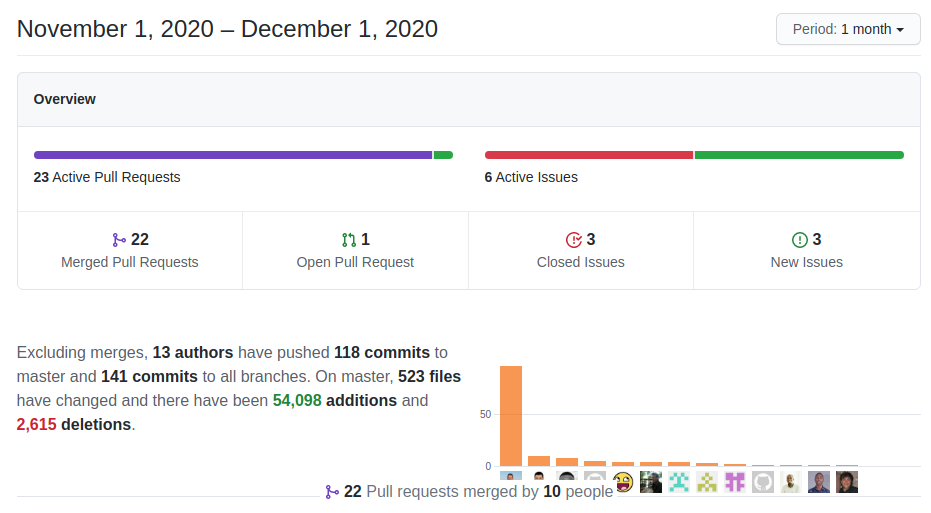 November 1, 2020 – December 1, 2020
Period: 1 month
Overview
23 Active Pull Requests
6 Active Issues
22
Merged Pull Requests
1
Open Pull Request
3
Closed Issues
3
New Issues
Excluding merges, 13 authors have pushed 118 commits to
master and 141 commits to all branches. On master, 523 files
have changed and there have been 54,098 additions and
2,615 deletions.
50
0
22 Pull requests merged by 10 people